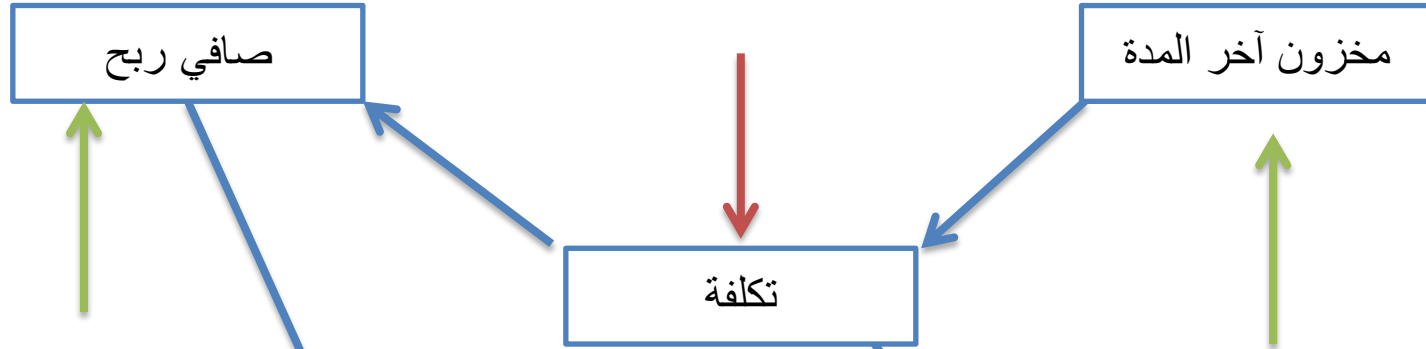 مخزون آخر المدة
صافي ربح
تكلفة